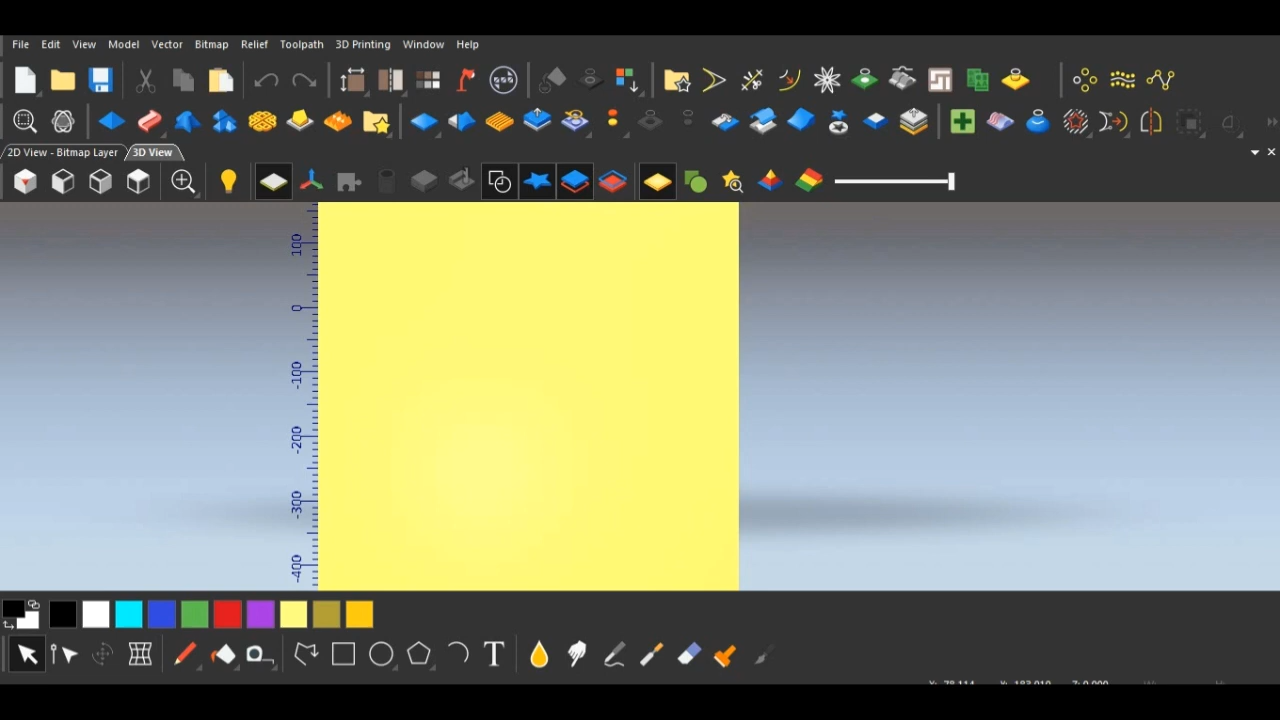 File Edit View Model Vector Bitmap Relief Toolpath 3D Printing Window Help
2D View - Bitmap Layer 3D View
100
0
-100
-200
-300
-400
T